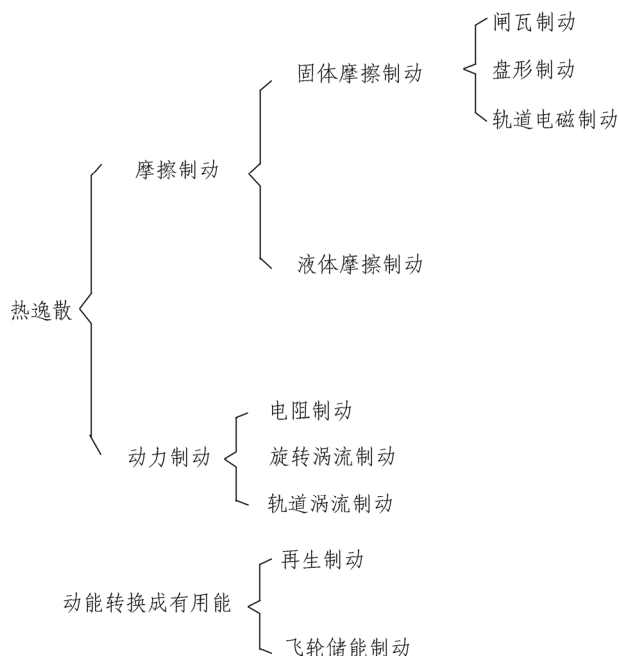 闸瓦制动
固体摩擦制动
盘形制动
轨道电磁制动
摩擦制动
液体摩擦制动
热逸散
电阻制动
动力制动
旋转涡流制动
轨道涡流制动
再生制动
动能转换成有用能
飞轮储能制动